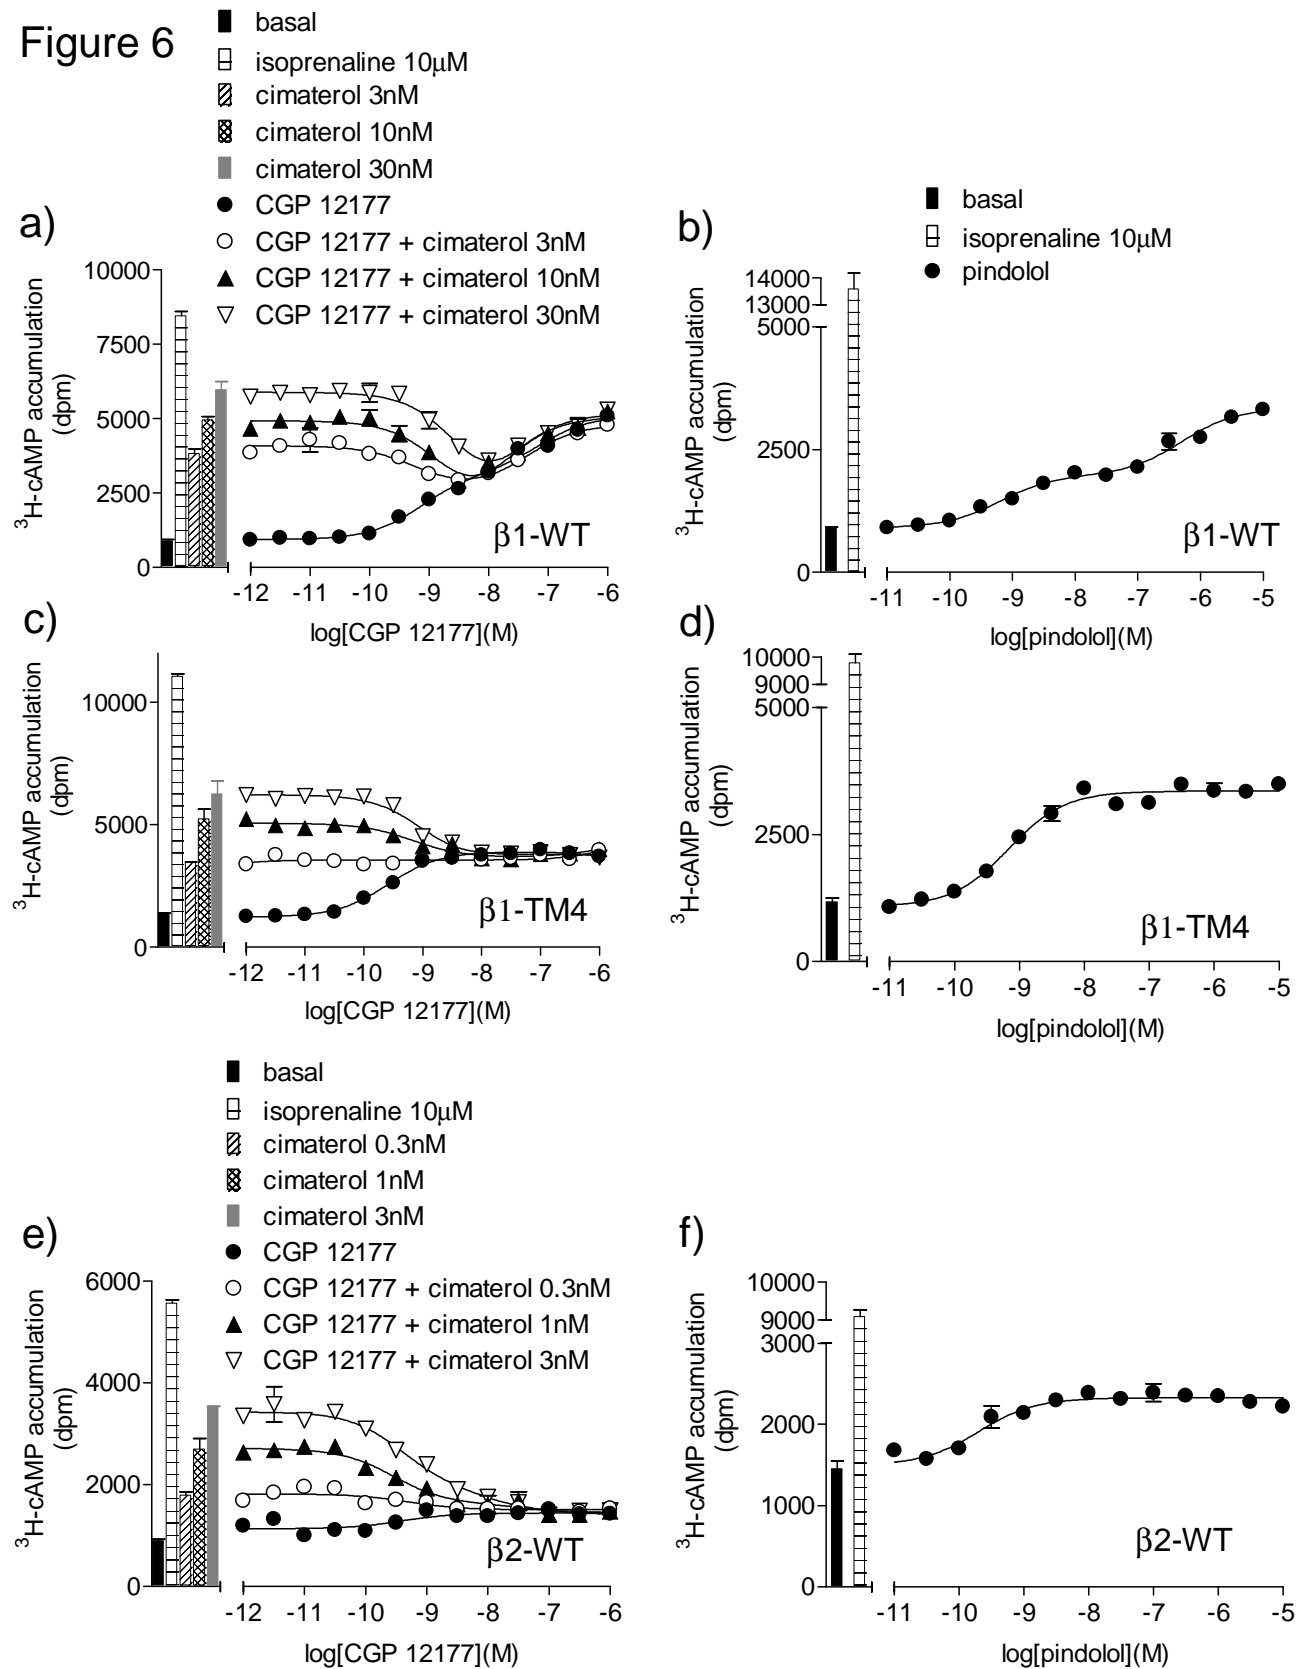 Figure 6
basal
isoprenaline 10μM
cimaterol 3nM
cimaterol 10nM
cimaterol 30nM
CGP 12177
CGP 12177 + cimaterol 3nM
CGP 12177 + cimaterol 10nM
CGP 12177 + cimaterol 30nM
a)
10000
7500
5000
2500
0
³H-cAMP accumulation
(dpm)
β1-WT
-12 -11 -10 -9 -8 -7 -6
log[CGP 12177](M)
basal
isoprenaline 10μM
pindolol
b)
14000
13000
5000
2500
0
³H-cAMP accumulation
(dpm)
β1-WT
-11 -10 -9 -8 -7 -6 -5
log[pindolol](M)
c)
10000
5000
0
³H-cAMP accumulation
(dpm)
β1-TM4
-12 -11 -10 -9 -8 -7 -6
log[CGP 12177](M)
d)
10000
9000
5000
2500
0
³H-cAMP accumulation
(dpm)
β1-TM4
-11 -10 -9 -8 -7 -6 -5
log[pindolol](M)
basal
isoprenaline 10μM
cimaterol 0.3nM
cimaterol 1nM
cimaterol 3nM
CGP 12177
CGP 12177 + cimaterol 0.3nM
CGP 12177 + cimaterol 1nM
CGP 12177 + cimaterol 3nM
e)
6000
4000
2000
0
³H-cAMP accumulation
(dpm)
β2-WT
-12 -11 -10 -9 -8 -7 -6
log[CGP 12177](M)
f)
10000
9000
3000
2000
1000
0
³H-cAMP accumulation
(dpm)
β2-WT
-11 -10 -9 -8 -7 -6 -5
log[pindolol](M)